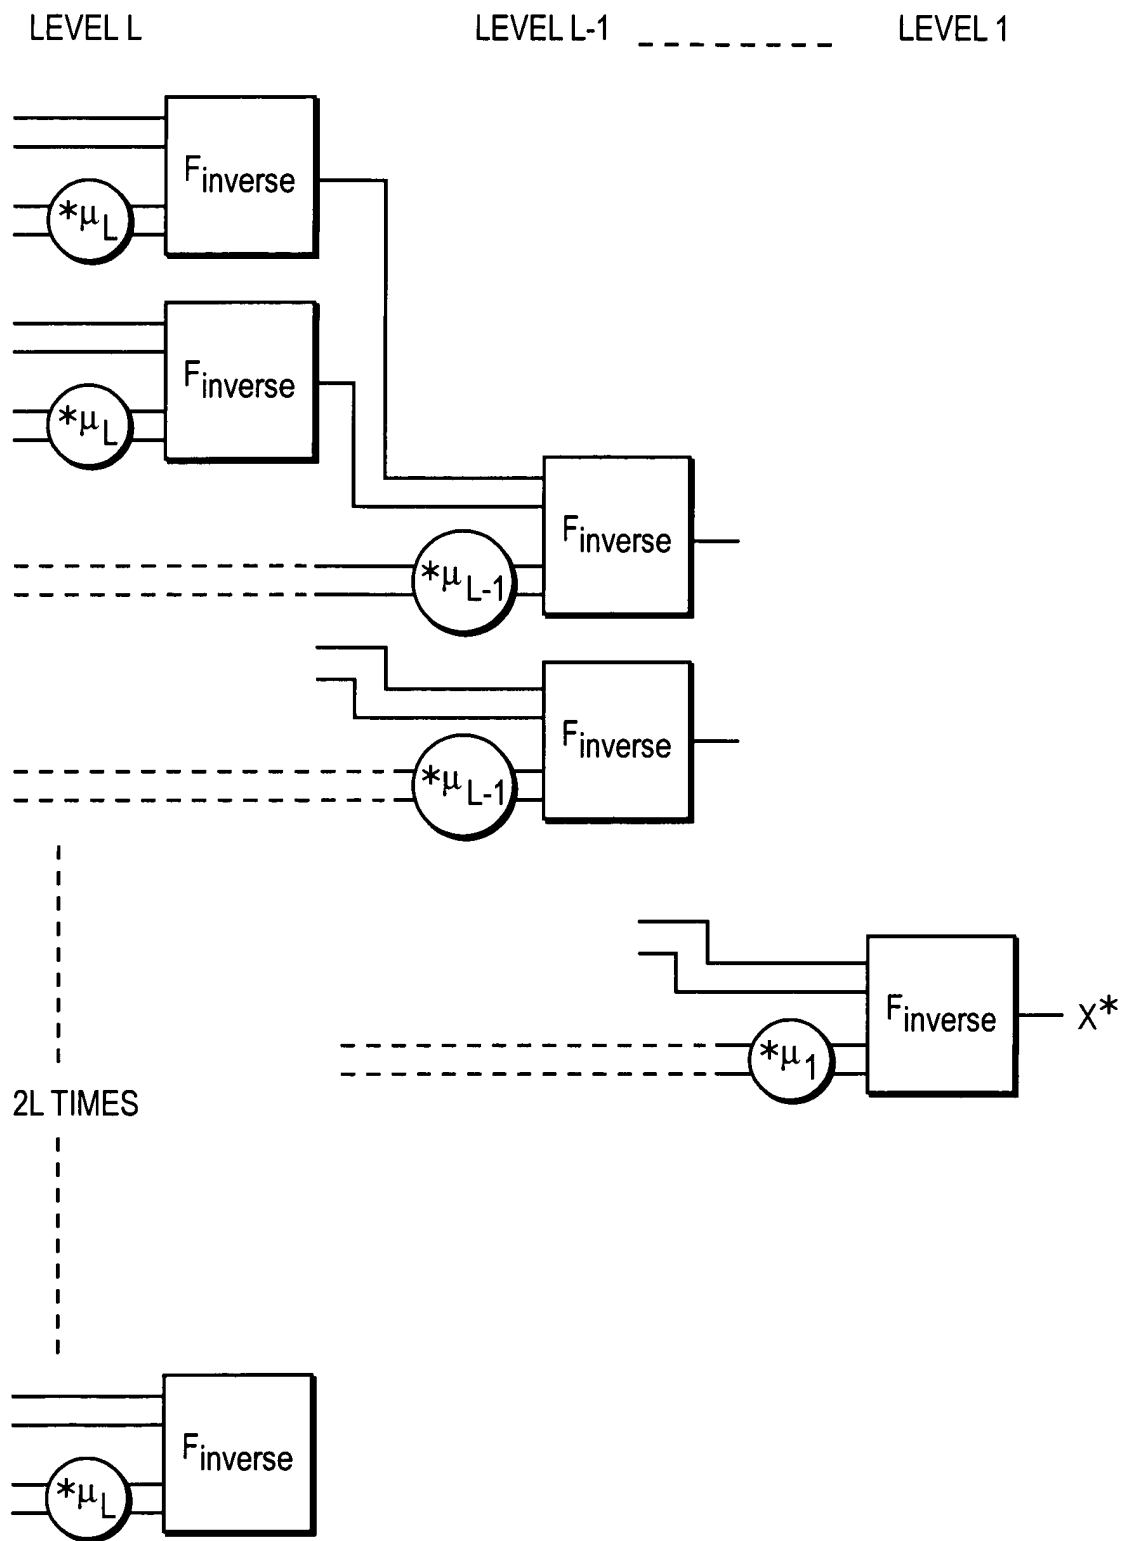 LEVEL L LEVEL L-1 LEVEL 1
Finverse
*μL
Finverse
*μL
Finverse
*μL-1
Finverse
*μL-1
Finverse
X*
*μ1
2L TIMES
Finverse
*μL